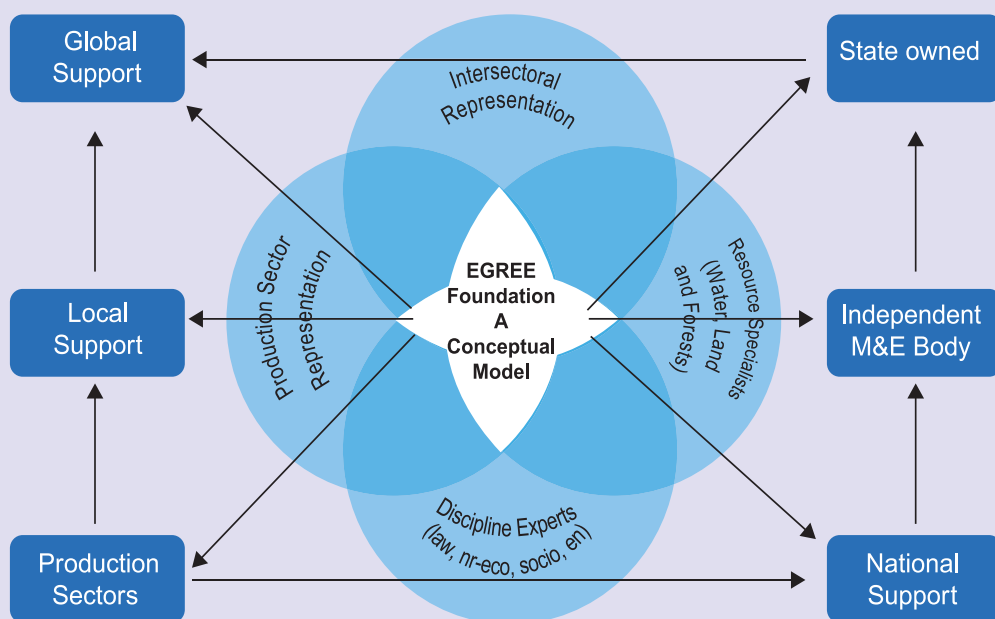 Global
Support
State owned
Intersectoral
Representation
Production Sector
Representation
EGREE
Foundation
A
Conceptual
Model
Resource Specialists
(Water, Land
and Forests)
Local
Support
Independent
M&E Body
Discipline Experts
(law, nr-eco, socio, en)
Production
Sectors
National
Support